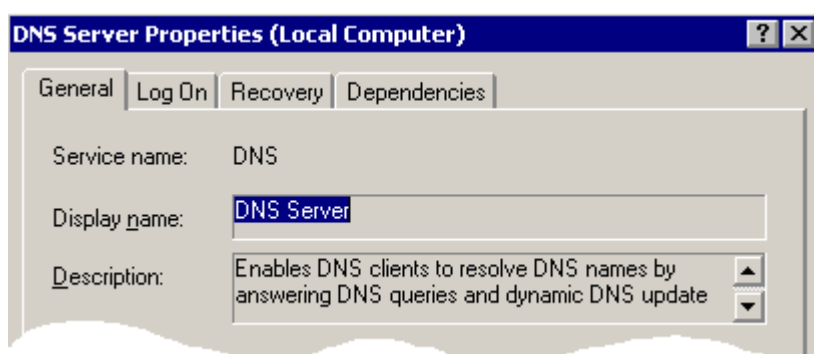 DNS Server Properties (Local Computer)
General Log On Recovery Dependencies
Service name: DNS
Display name: DNS Server
Description: Enables DNS clients to resolve DNS names by
answering DNS queries and dynamic DNS update